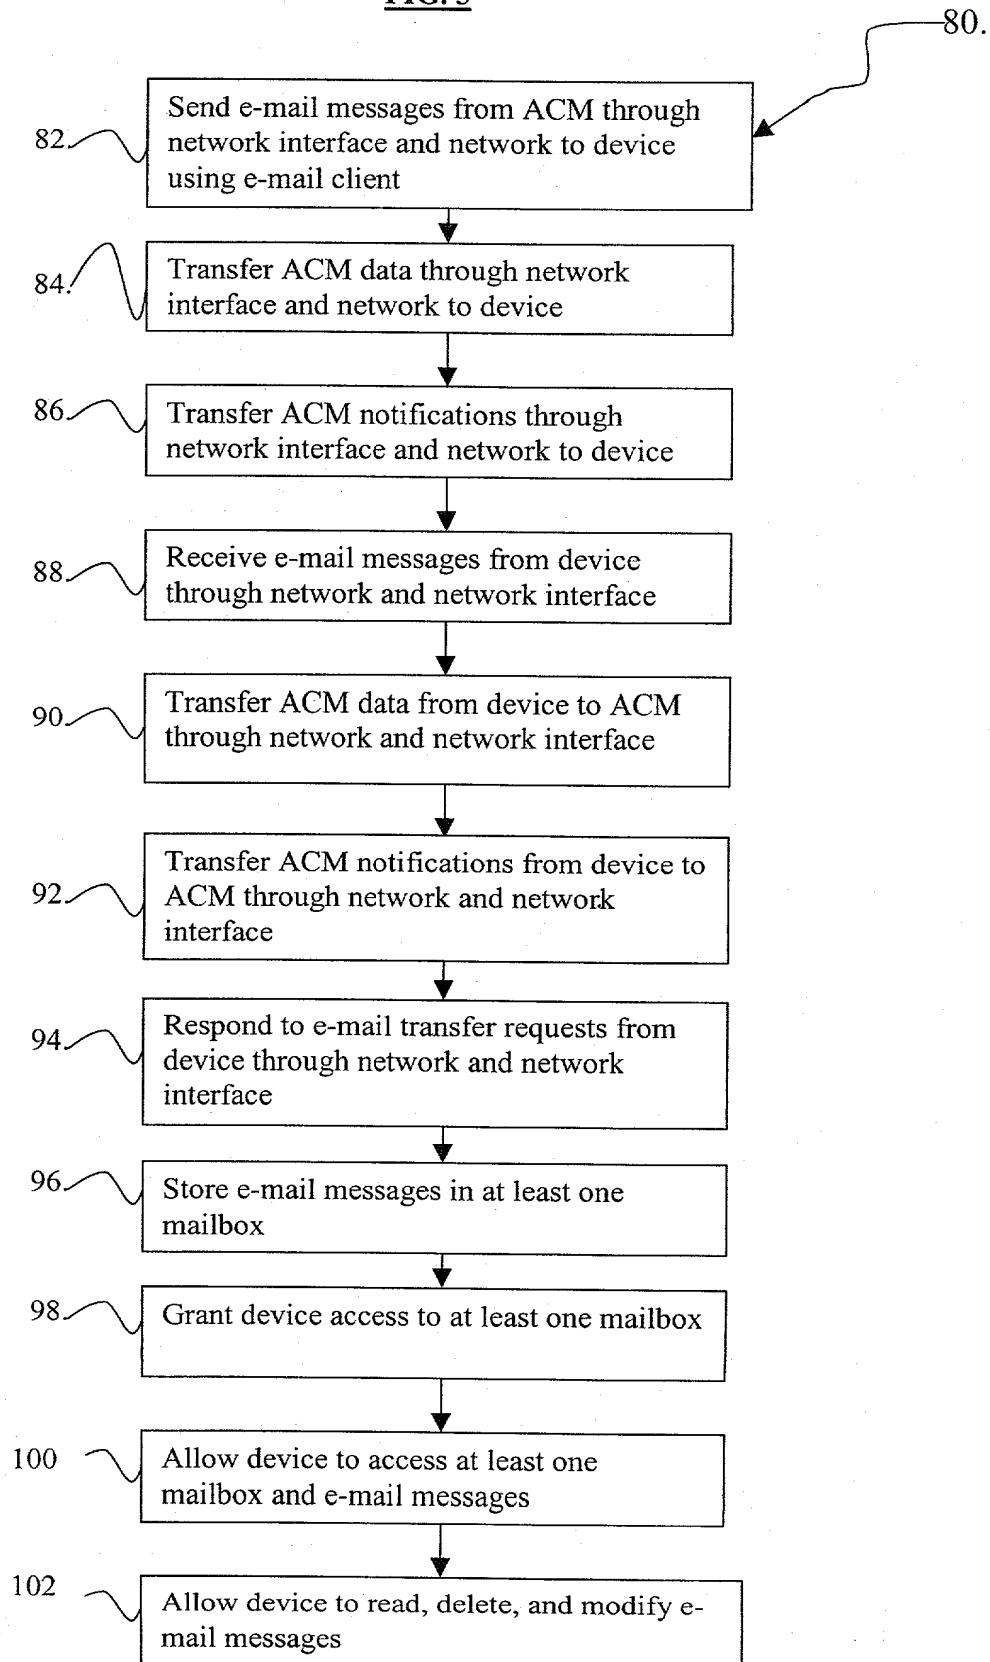 80.
82.
Send e-mail messages from ACM through
network interface and network to device
using e-mail client
84.
Transfer ACM data through network
interface and network to device
86.
Transfer ACM notifications through
network interface and network to device
88.
Receive e-mail messages from device
through network and network interface
90.
Transfer ACM data from device to ACM
through network and network interface
92.
Transfer ACM notifications from device to
ACM through network and network
interface
94.
Respond to e-mail transfer requests from
device through network and network
interface
96.
Store e-mail messages in at least one
mailbox
98.
Grant device access to at least one mailbox
100
Allow device to access at least one
mailbox and e-mail messages
102
Allow device to read, delete, and modify e-
mail messages